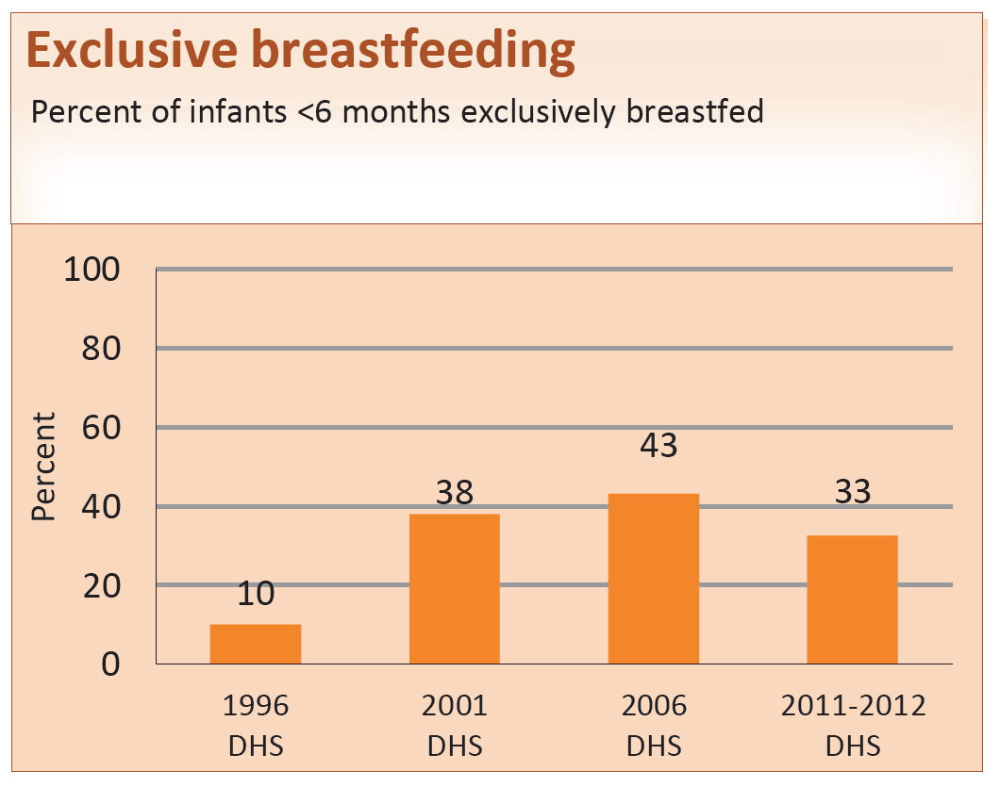 Exclusive breastfeeding
Percent of infants <6 months exclusively breastfed
Percent
100
80
60
40
20
0
10
38
43
33
1996
DHS
2001
DHS
2006
DHS
2011-2012
DHS